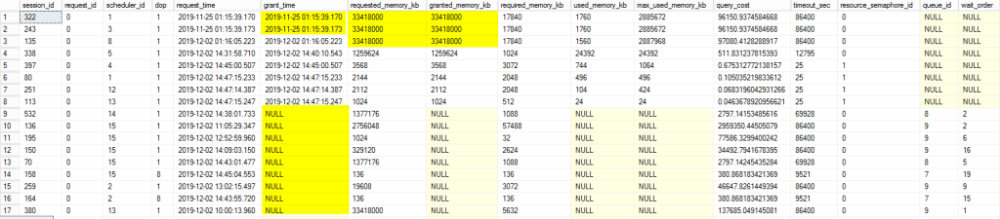 session_id request_id scheduler_id dop request_time grant_time requested_memory_kb granted_memory_kb required_memory_kb used_memory_kb max_used_memory_kb query_cost timeout_sec resource_semaphore_id queue_id wait_order
1 322 0 14 1 2019-11-25 01:15:39.170 2019-11-25 01:15:39.170 33418000 33418000 17840 1760 2885672 96150.9374584668 86400 0 NULL NULL
2 243 0 3 1 2019-11-25 01:15:39.173 2019-11-25 01:15:39.173 33418000 33418000 17840 1760 2885672 96150.9374584668 86400 0 NULL NULL
3 135 0 8 1 2019-12-02 01:16:05.223 2019-12-02 01:16:05.223 33418000 33418000 17840 1560 2887968 97080.4128288917 86400 0 NULL NULL
4 338 0 5 1 2019-12-02 14:31:58.710 2019-12-02 14:40:10.543 1259624 1259624 1024 24392 24392 511.831237815393 12795 0 NULL NULL
5 397 0 4 1 2019-12-02 14:45:00.507 2019-12-02 14:45:00.507 3568 3568 3072 744 1064 0.67531272138157 25 1 NULL NULL
6 80 0 1 1 2019-12-02 14:47:15.233 2019-12-02 14:47:15.233 2144 2144 2048 496 496 0.105035219833612 25 1 NULL NULL
7 251 0 12 1 2019-12-02 14:47:14.387 2019-12-02 14:47:14.387 2112 2112 2048 104 424 0.0683196042931266 25 1 NULL NULL
8 113 0 13 1 2019-12-02 14:47:15.247 2019-12-02 14:47:15.247 1024 1024 512 24 24 0.0463678920956621 25 1 NULL NULL
9 532 0 14 1 2019-12-02 14:38:01.733 NULL 1377176 NULL 1088 NULL NULL 2797.14153485616 69928 0 8 2
10 136 0 15 1 2019-12-02 11:05:29.347 NULL 2756048 NULL 57488 NULL NULL 2959350.44505079 86400 0 9 2
11 195 0 15 1 2019-12-02 12:52:59.960 NULL 1024 NULL 32 NULL NULL 77586.3299400242 86400 0 9 6
12 150 0 15 1 2019-12-02 14:09:03.150 NULL 329120 NULL 2624 NULL NULL 34492.7941678395 86400 0 9 16
13 70 0 15 1 2019-12-02 14:43:01.477 NULL 1377176 NULL 1088 NULL NULL 2797.14245435284 69928 0 8 5
14 158 0 15 8 2019-12-02 14:45:04.553 NULL 136 NULL 136 NULL NULL 380.868183421369 9521 0 7 19
15 259 0 2 1 2019-12-02 13:02:15.497 NULL 19608 NULL 3072 NULL NULL 46647.8261449394 86400 0 9 9
16 164 0 2 8 2019-12-02 14:43:55.720 NULL 136 NULL 136 NULL NULL 380.868183421369 9521 0 7 15
17 380 0 13 1 2019-12-02 10:00:13.960 NULL 33418000 NULL 5632 NULL NULL 137685.049145081 86400 0 9 1